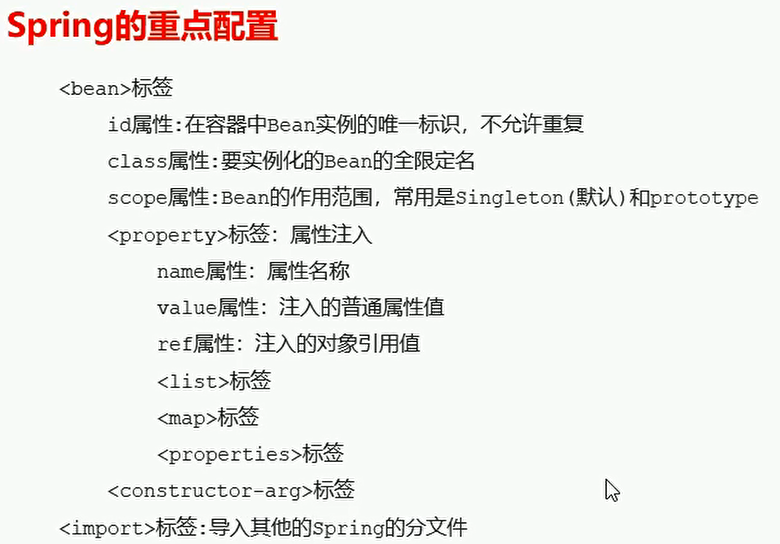 Spring的重点配置
<bean>标签
id属性:在容器中Bean实例的唯一标识，不允许重复
class属性:要实例化的Bean的全限定名
scope属性:Bean的作用范围，常用是Singleton(默认)和prototype
<property>标签：属性注入
name属性：属性名称
value属性：注入的普通属性值
ref属性：注入的对象引用值
<list>标签
<map>标签
<properties>标签
<constructor-arg>标签
<import>标签:导入其他的Spring的分文件